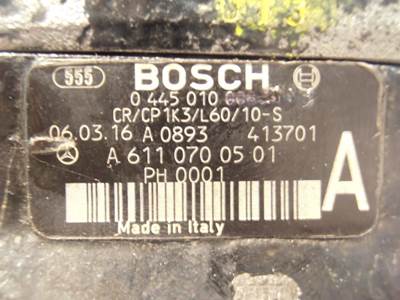 555 BOSCH
0 445 010
CR/CP1K3/L60/10-S
06.03.16 A 0893 413701
A 611 070 05 01
PH 0001
A
Made in Italy